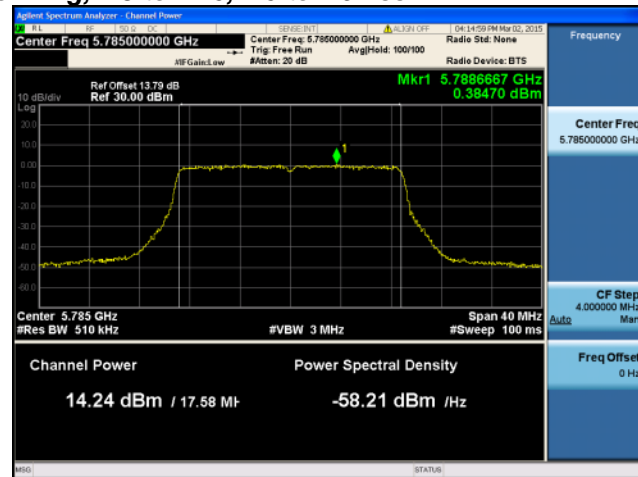 Agilent Spectrum Analyzer - Channel Power
RL RF 50 Ω DC SENSE:INT ALIGN OFF 04:14:59 PM Mar 02, 2015
Center Freq 5.785000000 GHz
Center Freq: 5.785000000 GHz
Radio Std: None
Trig: Free Run Avg|Hold: 100/100
#IFGain:Low #Atten: 20 dB Radio Device: BTS
Frequency
Mkr1 5.7886667 GHz
0.38470 dBm
Ref Offset 13.79 dB
10 dB/div Ref 30.00 dBm
Log
20.0
10.0
0.00
-10.0
-20.0
-30.0
-40.0
-50.0
-60.0
1
Center 5.785 GHz Span 40 MHz
#Res BW 510 kHz #VBW 3 MHz #Sweep 100 ms
Channel Power Power Spectral Density
14.24 dBm / 17.58 MH -58.21 dBm /Hz
Center Freq
5.785000000 GHz
CF Step
4.000000 MHz
Auto Man
Freq Offset
0 Hz
MSG STATUS